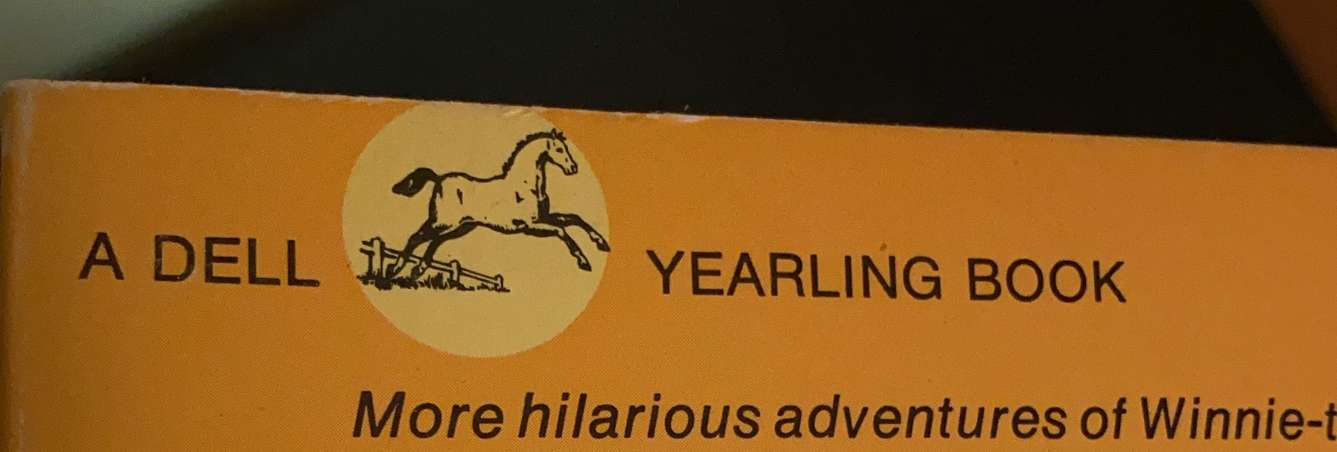 A DELL YEARLING BOOK
More hilarious adventures of Winnie-t